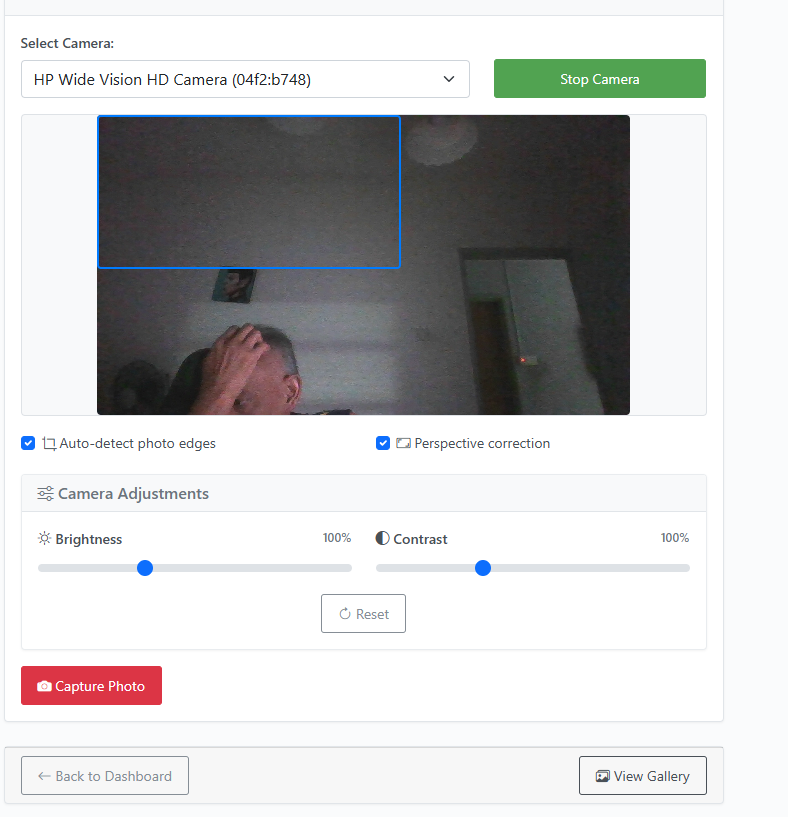 Select Camera:
HP Wide Vision HD Camera (04f2:b748)
Stop Camera
Auto-detect photo edges
Perspective correction
Camera Adjustments
Brightness 100%
Contrast 100%
Reset
Capture Photo
Back to Dashboard
View Gallery